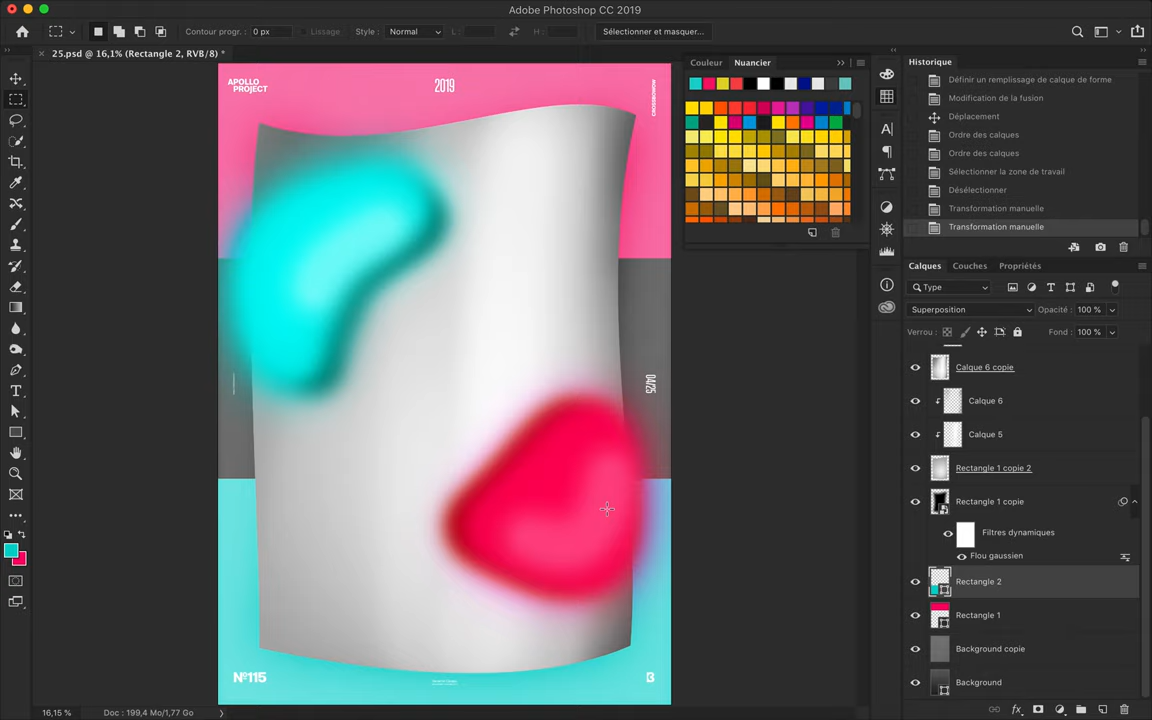 Adobe Photoshop CC 2019
Contour progr. : 0 px
Lissage
Style : Normal
L :
H :
Sélectionner et masquer...
25.psd @ 16,1% (Rectangle 2, RVB/8) *
APOLLO
PROJECT
2019
CROSSBOWOW
04/25
Nº115
B
Couleur
Nuancier
Historique
Définir un remplissage de calque de forme
Modification de la fusion
Déplacement
Ordre des calques
Ordre des calques
Sélectionner la zone de travail
Désélectionner
Transformation manuelle
Transformation manuelle
Calques
Couches
Propriétés
Type
Superposition
Opacité : 100 %
Verrou :
Fond : 100 %
Calque 6 copie
Calque 6
Calque 5
Rectangle 1 copie 2
Rectangle 1 copie
Filtres dynamiques
Flou gaussien
Rectangle 2
Rectangle 1
Background copie
Background
16,15 %
Doc : 199,4 Mo/1,77 Go